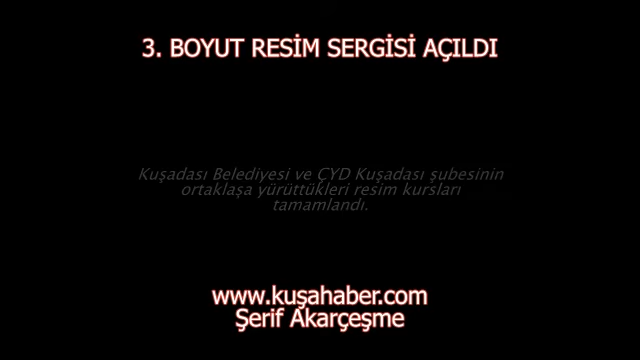 3. BOYUT RESİM SERGİSİ AÇILDI
Kuşadası Belediyesi ve ÇYD Kuşadası şubesinin
ortaklaşa yürüttükleri resim kursları
tamamlandı.
www.kuşahaber.com
Şerif Akarçeşme